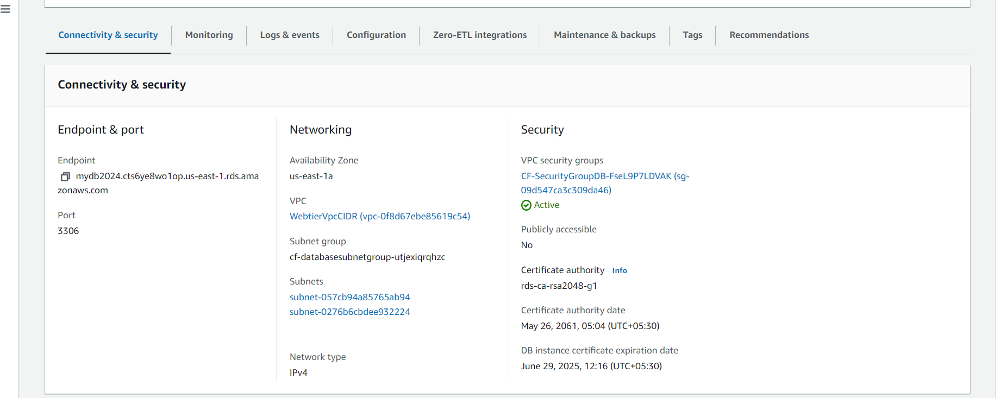 Connectivity & security
Monitoring
Logs & events
Configuration
Zero-ETL integrations
Maintenance & backups
Tags
Recommendations
Connectivity & security
Endpoint & port
Endpoint
mydb2024.cts6ye8wo1op.us-east-1.rds.ama
zonaws.com
Port
3306
Networking
Availability Zone
us-east-1a
VPC
WebtierVpcCIDR (vpc-0f8d67ebe85619c54)
Subnet group
cf-databasesubnetgroup-utjexiqrqhzc
Subnets
subnet-057cb94a85765ab94
subnet-0276b6cbdee932224
Network type
IPv4
Security
VPC security groups
CF-SecurityGroupDB-FseL9P7LDVAK (sg-
09d547ca3c309da46)
Active
Publicly accessible
No
Certificate authority Info
rds-ca-rsa2048-g1
Certificate authority date
May 26, 2061, 05:04 (UTC+05:30)
DB instance certificate expiration date
June 29, 2025, 12:16 (UTC+05:30)